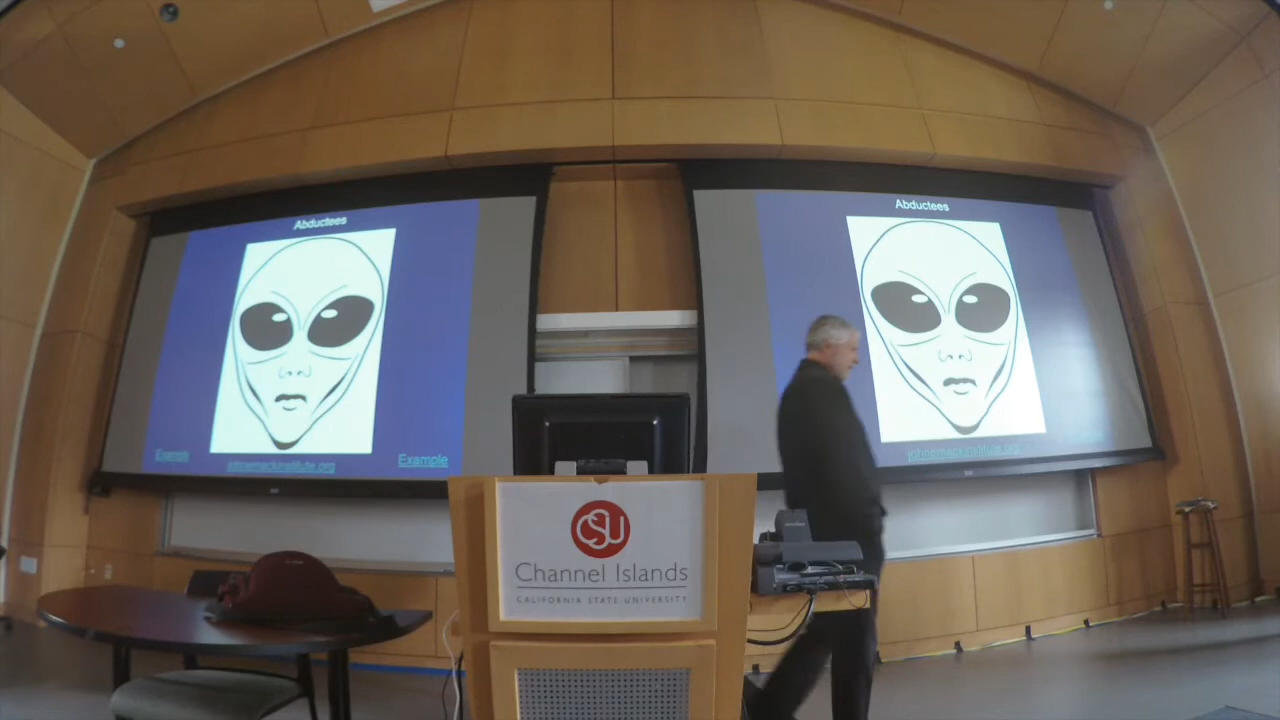 Abductees
Example
johnemackinstitute.org
Example
Abductees
johnemackinstitute.org
CSU
Channel Islands
CALIFORNIA STATE UNIVERSITY